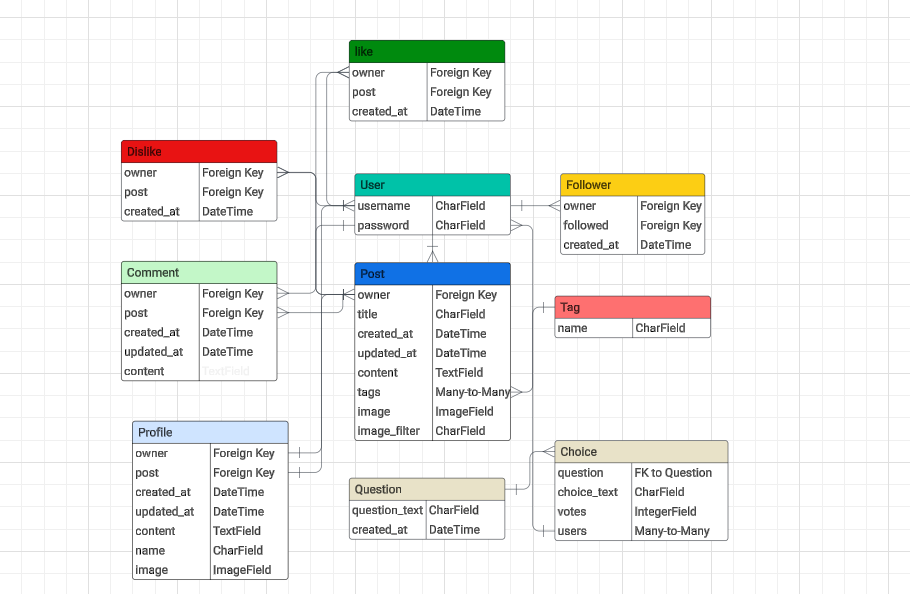 like
owner Foreign Key
post Foreign Key
created_at DateTime
Dislike
owner Foreign Key
post Foreign Key
created_at DateTime
User
username CharField
password CharField
Follower
owner Foreign Key
followed Foreign Key
created_at DateTime
Comment
owner Foreign Key
post Foreign Key
created_at DateTime
updated_at DateTime
content TextField
Post
owner Foreign Key
title CharField
created_at DateTime
updated_at DateTime
content TextField
tags Many-to-Many
image ImageField
image_filter CharField
Tag
name CharField
Profile
owner Foreign Key
post Foreign Key
created_at DateTime
updated_at DateTime
content TextField
name CharField
image ImageField
Question
question_text CharField
created_at DateTime
Choice
question FK to Question
choice_text CharField
votes IntegerField
users Many-to-Many